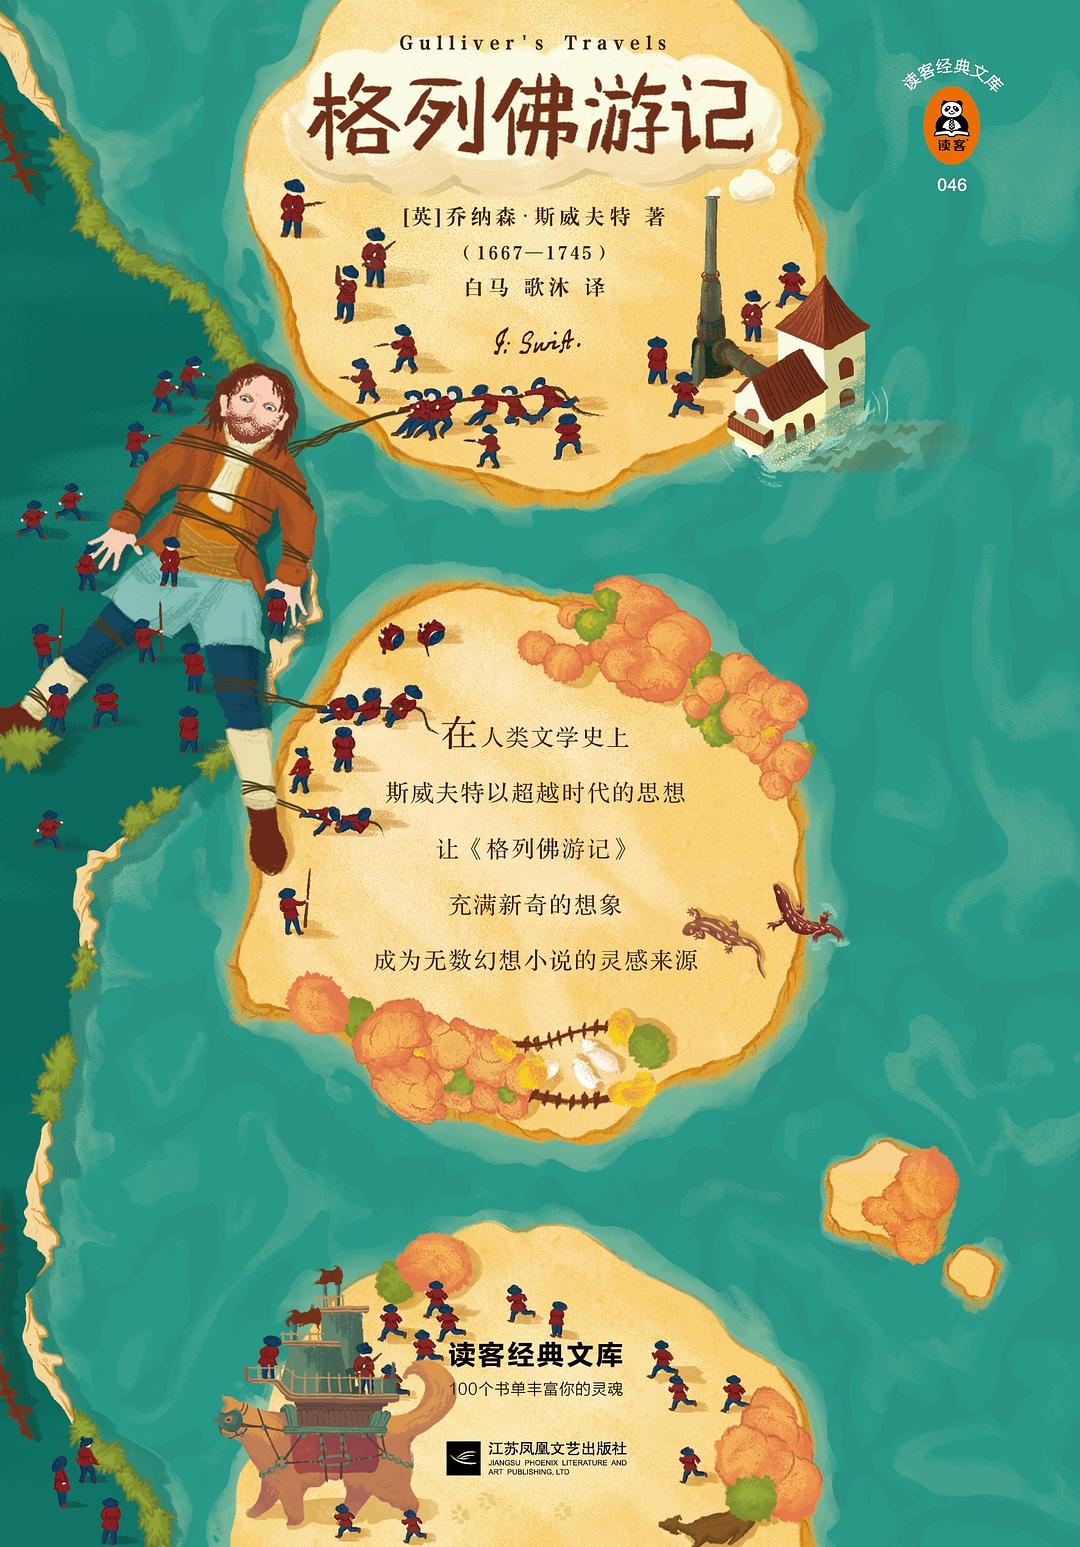 Gulliver's Travels
格列佛游记
[英]乔纳森·斯威夫特 著
(1667—1745)
白马 歌沐 译
J: Swift.
读客经典文库
读客
046
在人类文学史上
斯威夫特以超越时代的思想
让《格列佛游记》
充满新奇的想象
成为无数幻想小说的灵感来源
读客经典文库
100个书单丰富你的灵魂
江苏凤凰文艺出版社
JIANGSU PHOENIX LITERATURE AND
ART PUBLISHING,LTD